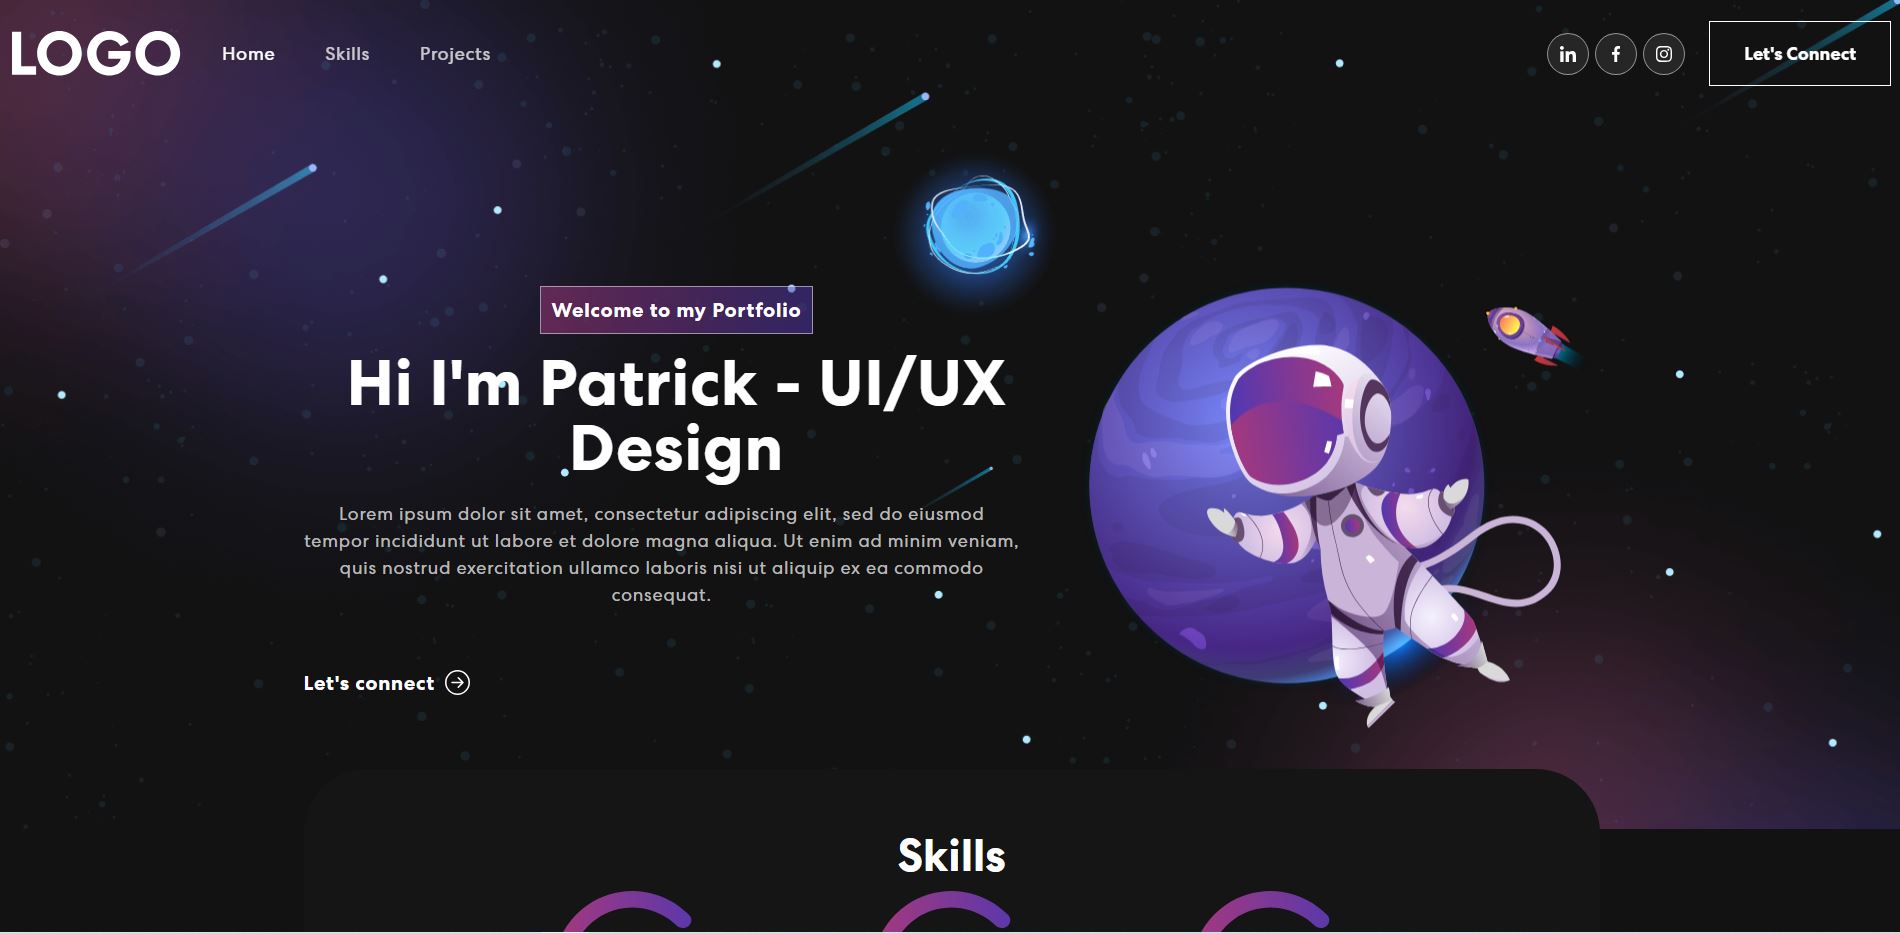 LOGO
Home
Skills
Projects
in
f
Let's Connect
Welcome to my Portfolio
Hi I'm Patrick - UI/UX
Design
Lorem ipsum dolor sit amet, consectetur adipiscing elit, sed do eiusmod
tempor incididunt ut labore et dolore magna aliqua. Ut enim ad minim veniam,
quis nostrud exercitation ullamco laboris nisi ut aliquip ex ea commodo
consequat.
Let's connect
Skills